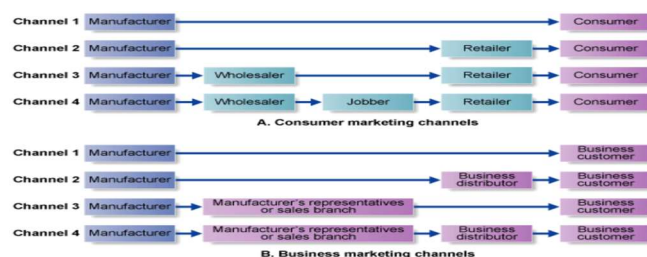 Channel 1 Manufacturer Consumer
Channel 2 Manufacturer Retailer Consumer
Channel 3 Manufacturer Wholesaler Retailer Consumer
Channel 4 Manufacturer Wholesaler Jobber Retailer Consumer
A. Consumer marketing channels
Channel 1 Manufacturer Business customer
Channel 2 Manufacturer Business distributor Business customer
Channel 3 Manufacturer Manufacturer's representatives or sales branch Business customer
Channel 4 Manufacturer Manufacturer's representatives or sales branch Business distributor Business customer
B. Business marketing channels